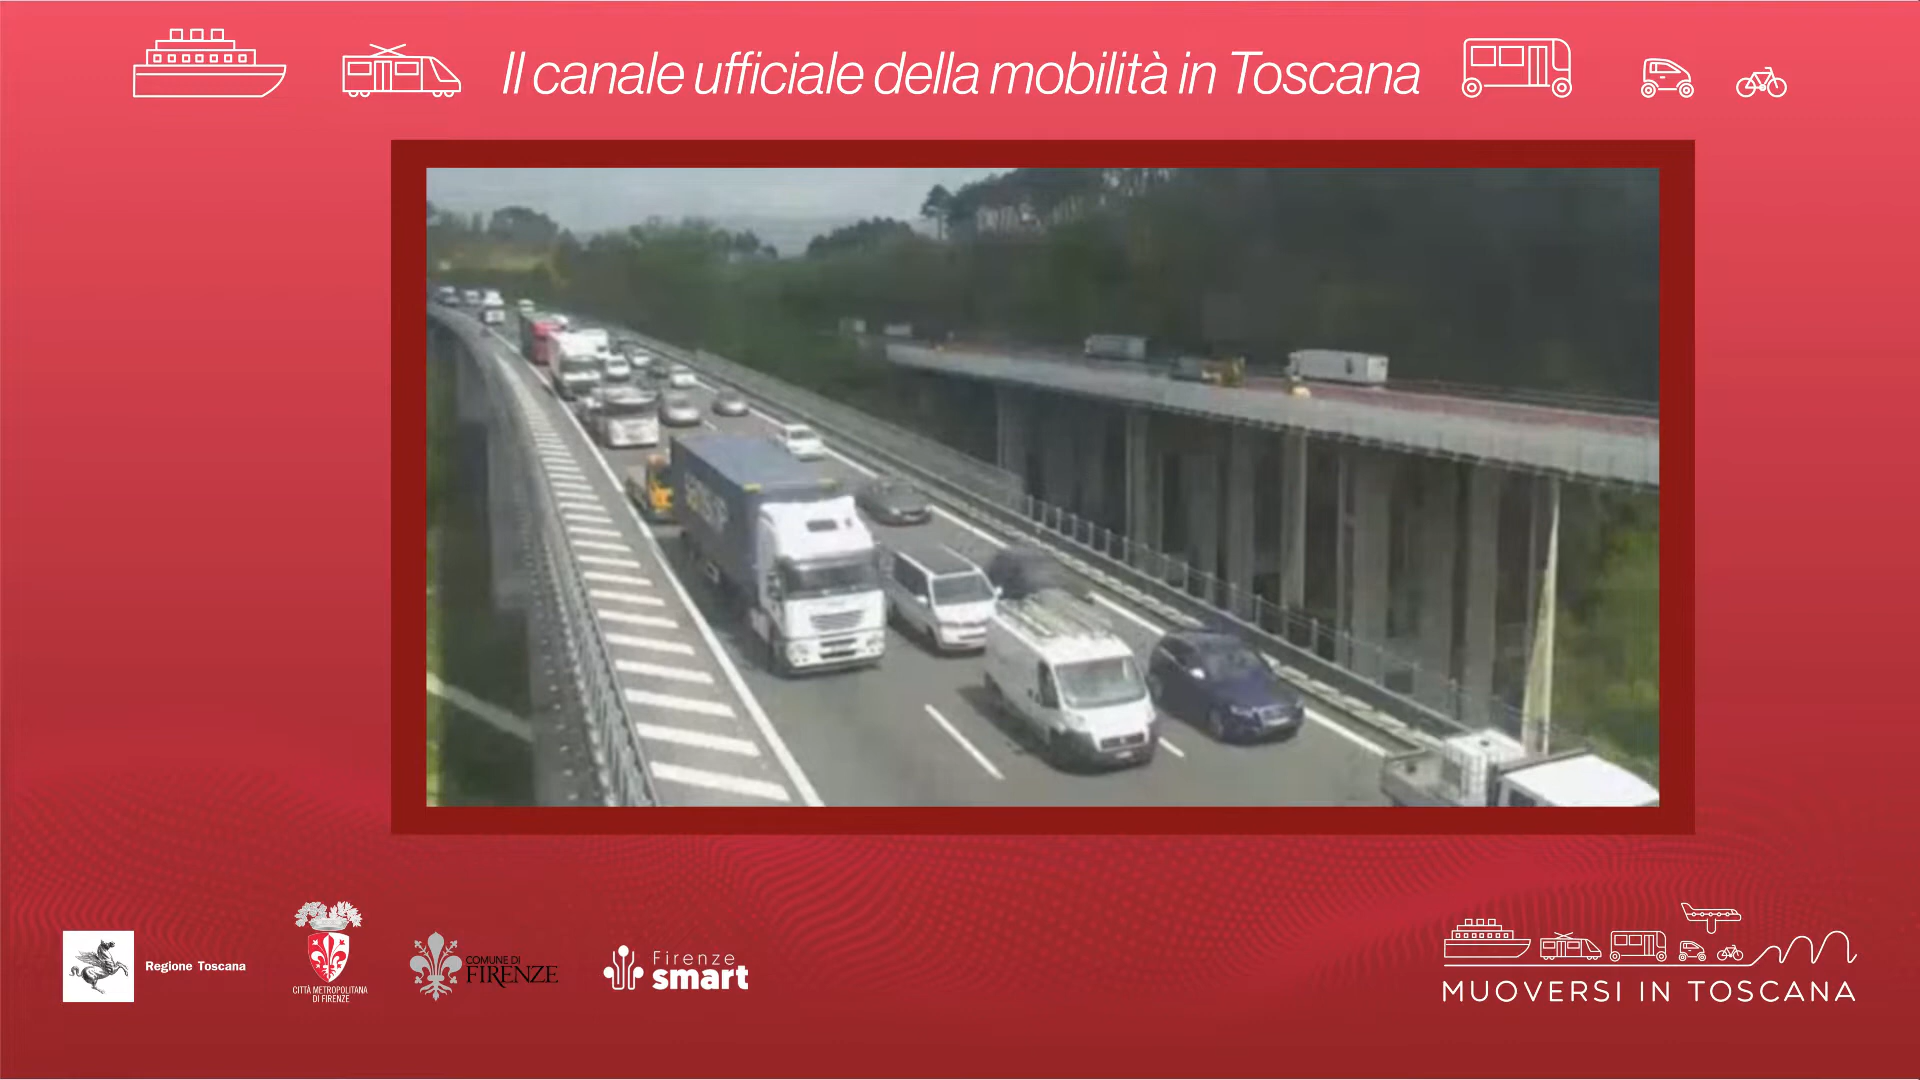 Il canale ufficiale della mobilità in Toscana
Regione Toscana
CITTÀ METROPOLITANA
DI FIRENZE
COMUNE DI
FIRENZE
Firenze
smart
MUOVERSI IN TOSCANA